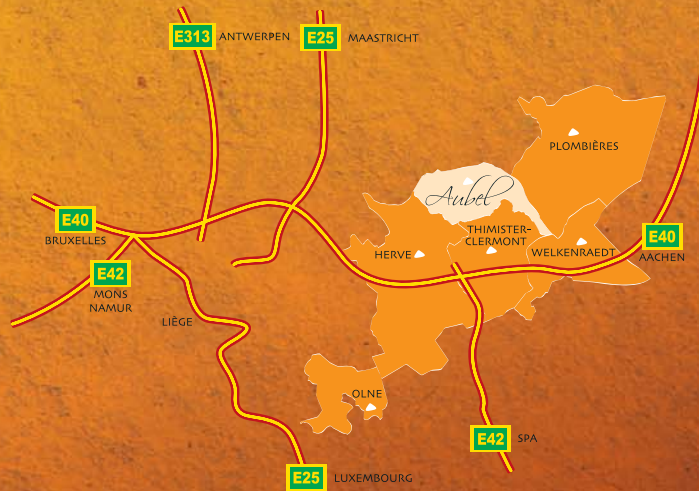 E313 ANTWERPEN
E25 MAASTRICHT
PLOMBIÈRES
Aubel
E40
BRUXELLES
THIMISTER-
CLERMONT
E40
AACHEN
HERVE
WELKENRAEDT
E42
MONS
NAMUR
LIÈGE
OLNE
E42 SPA
E25 LUXEMBOURG